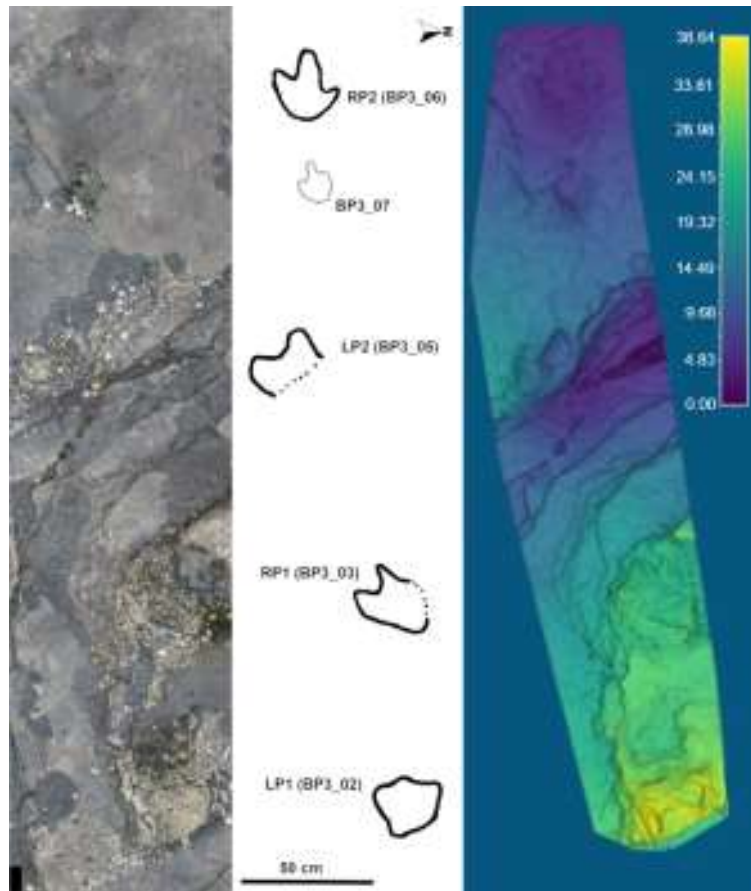 N
RP2 (BP3_06)
BP3_07
LP2 (BP3_05)
RP1 (BP3_03)
LP1 (BP3_02)
50 cm
38.64
33.81
28.98
24.15
19.32
14.49
9.66
4.83
0.00